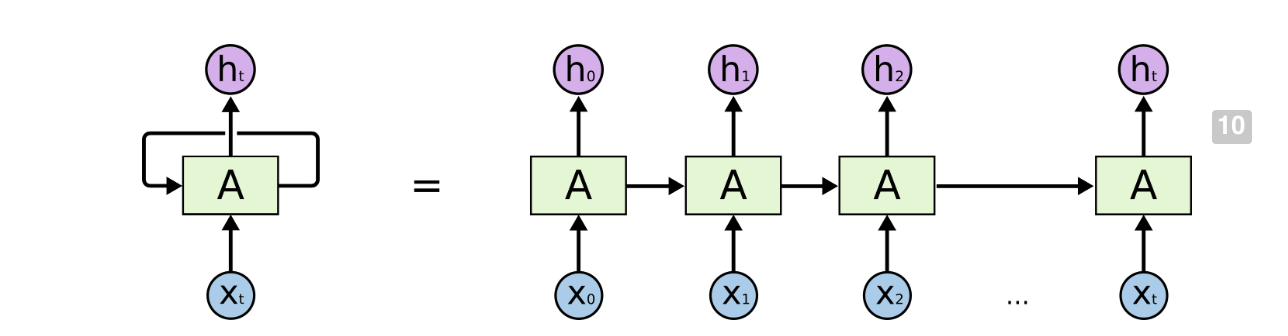 ht h0 h1 h2 ht
10
A = A A A A
xt x0 x1 x2 ... xt